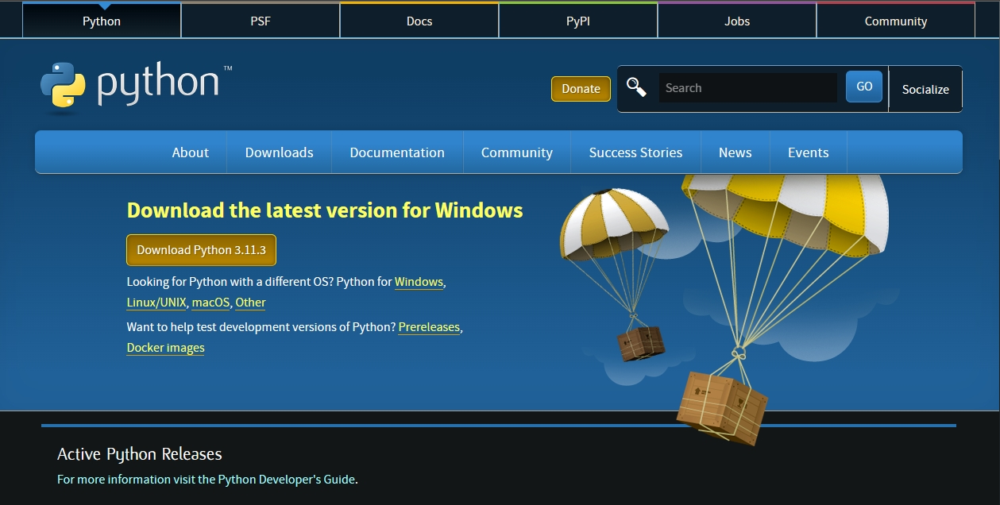 Python PSF Docs PyPI Jobs Community
python™
Donate Search GO Socialize
About Downloads Documentation Community Success Stories News Events
Download the latest version for Windows
Download Python 3.11.3
Looking for Python with a different OS? Python for Windows,
Linux/UNIX, macOS, Other
Want to help test development versions of Python? Prereleases,
Docker images
Active Python Releases
For more information visit the Python Developer's Guide.